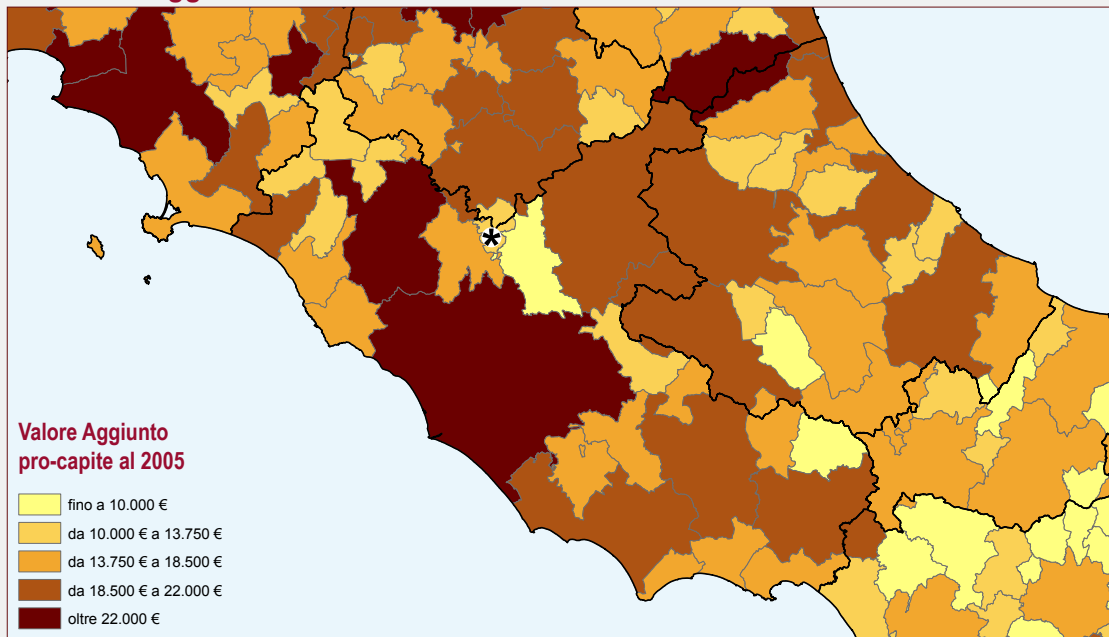 Valore Aggiunto
pro-capite al 2005
fino a 10.000 €
da 10.000 € a 13.750 €
da 13.750 € a 18.500 €
da 18.500 € a 22.000 €
oltre 22.000 €